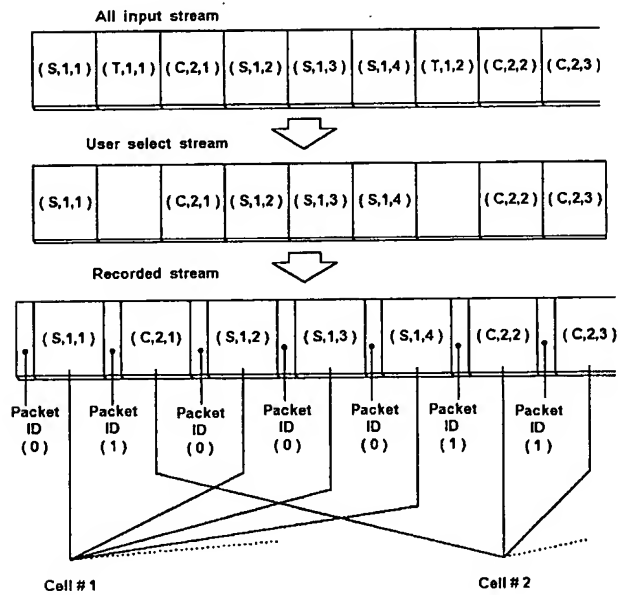 All input stream
(S,1,1) (T,1,1) (C,2,1) (S,1,2) (S,1,3) (S,1,4) (T,1,2) (C,2,2) (C,2,3)
User select stream
(S,1,1) (C,2,1) (S,1,2) (S,1,3) (S,1,4) (C,2,2) (C,2,3)
Recorded stream
(S,1,1) (C,2,1) (S,1,2) (S,1,3) (S,1,4) (C,2,2) (C,2,3)
Packet ID (0) Packet ID (1) Packet ID (0) Packet ID (0) Packet ID (0) Packet ID (1) Packet ID (1)
Cell # 1 Cell # 2